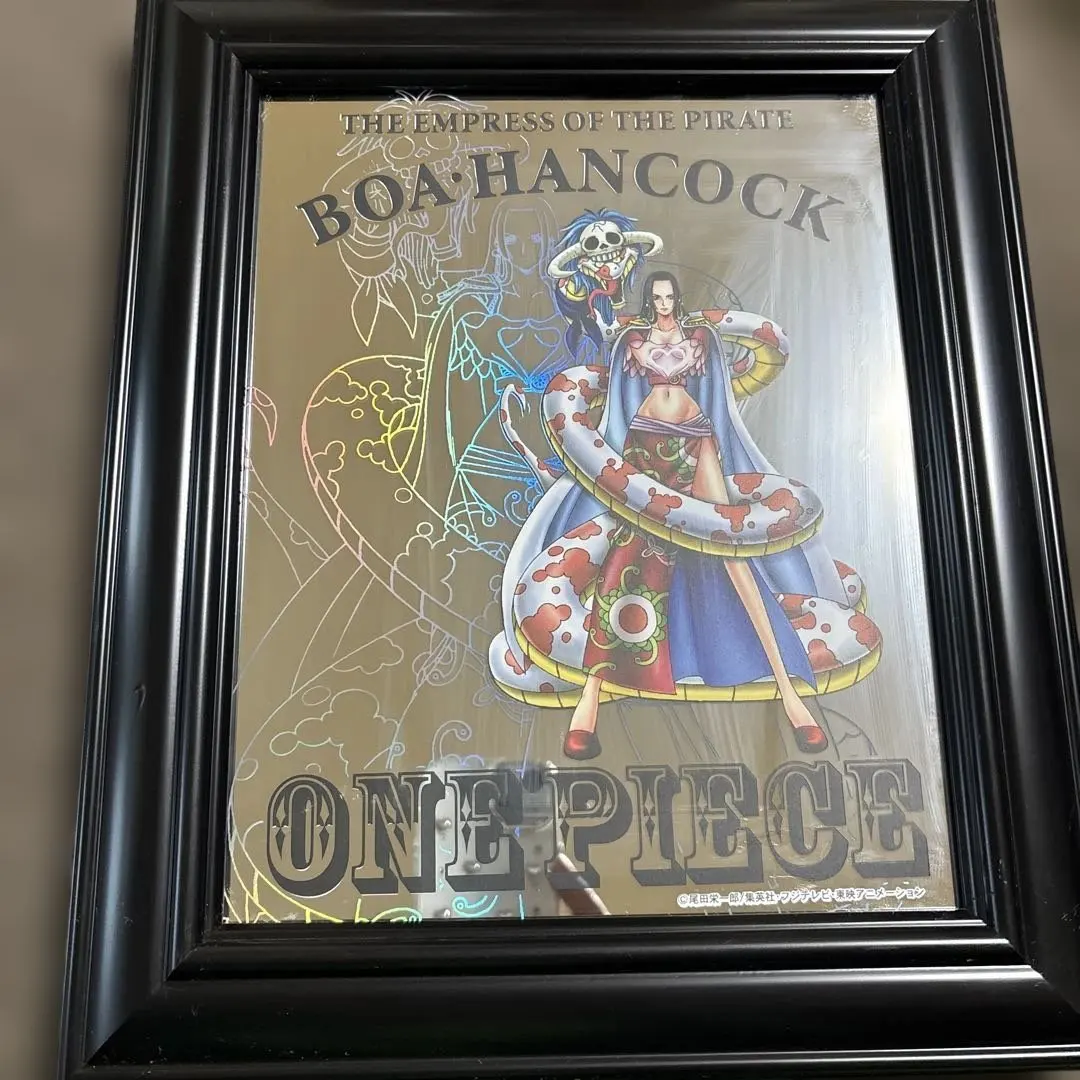 THE EMPRESS OF THE PIRATE
BOA·HANCOCK
ONE PIECE
©尾田栄一郎/集英社・フジテレビ・東映アニメーション